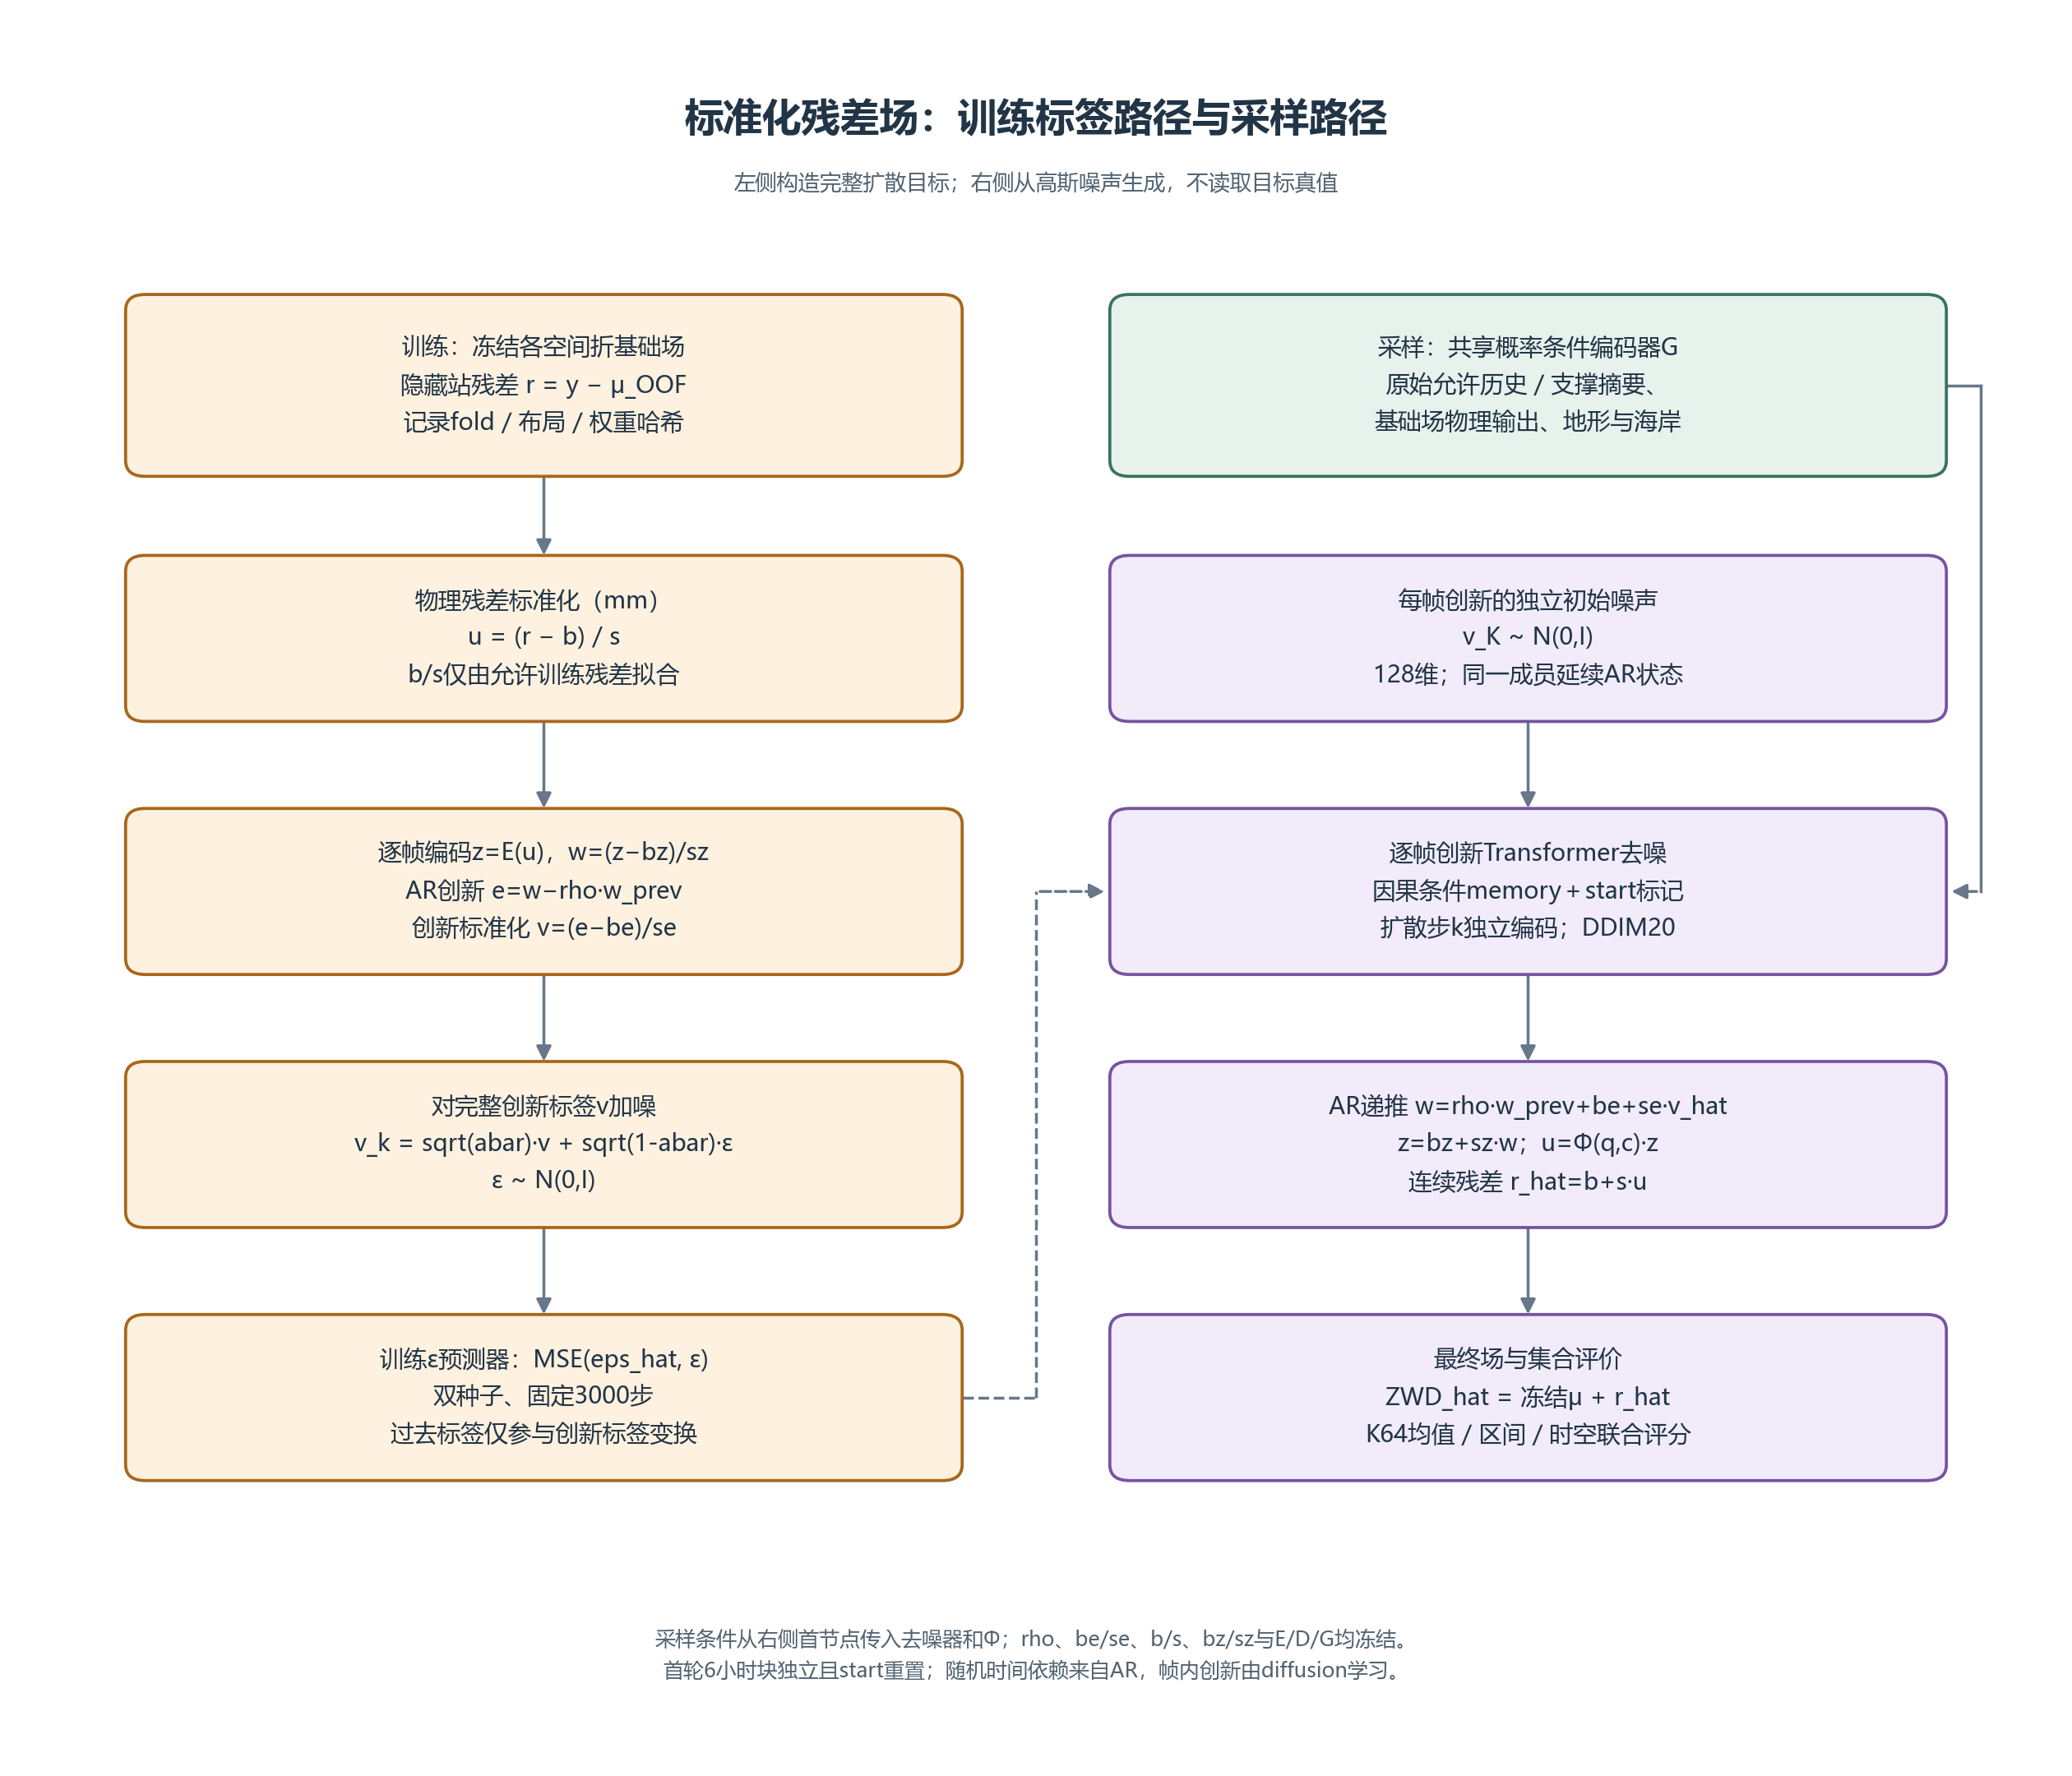 标准化残差场：训练标签路径与采样路径
左侧构造完整扩散目标；右侧从高斯噪声生成，不读取目标真值
训练：冻结各空间折基础场
隐藏站残差 r = y − μ_OOF
记录fold / 布局 / 权重哈希
物理残差标准化（mm）
u = (r − b) / s
b/s仅由允许训练残差拟合
逐帧编码z=E(u)，w=(z−bz)/sz
AR创新 e=w−rho·w_prev
创新标准化 v=(e−be)/se
对完整创新标签v加噪
v_k = sqrt(abar)·v + sqrt(1-abar)·ε
ε ~ N(0,I)
训练ε预测器：MSE(eps_hat, ε)
双种子、固定3000步
过去标签仅参与创新标签变换
采样：共享概率条件编码器G
原始允许历史 / 支撑摘要、
基础场物理输出、地形与海岸
每帧创新的独立初始噪声
v_K ~ N(0,I)
128维；同一成员延续AR状态
逐帧创新Transformer去噪
因果条件memory + start标记
扩散步k独立编码；DDIM20
AR递推 w=rho·w_prev+be+se·v_hat
z=bz+sz·w；u=Φ(q,c)·z
连续残差 r_hat=b+s·u
最终场与集合评价
ZWD_hat = 冻结μ + r_hat
K64均值 / 区间 / 时空联合评分
采样条件从右侧首节点传入去噪器和Φ；rho、be/se、b/s、bz/sz与E/D/G均冻结。
首轮6小时块独立且start重置；随机时间依赖来自AR，帧内创新由diffusion学习。